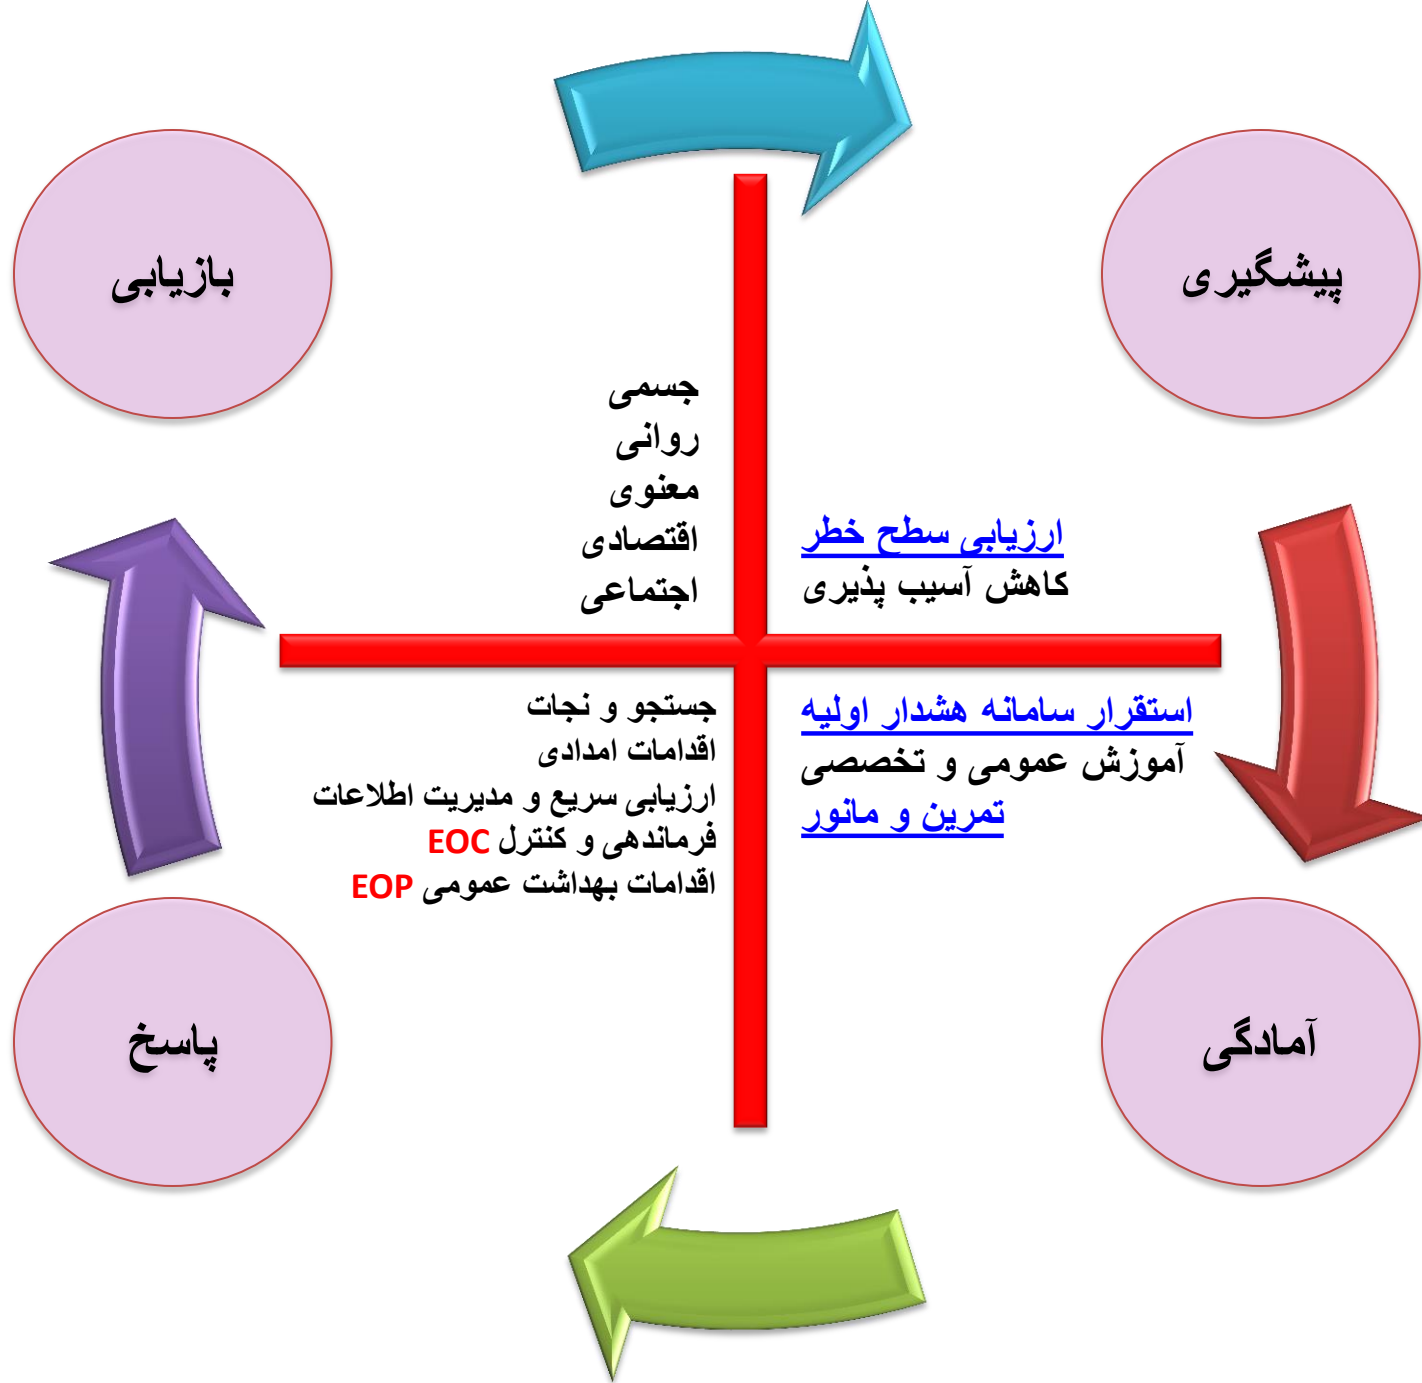 پیشگیری
بازیابی
ارزیابی سطح خطر
کاهش آسیب پذیری
جسمی
روانی
معنوی
اقتصادی
اجتماعی
استقرار سامانه هشدار اولیه
آموزش عمومی و تخصصی
تمرین و مانور
جستجو و نجات
اقدامات امدادی
ارزیابی سریع و مدیریت اطلاعات
فرماندهی و کنترل EOC
اقدامات بهداشت عمومی EOP
آمادگی
پاسخ